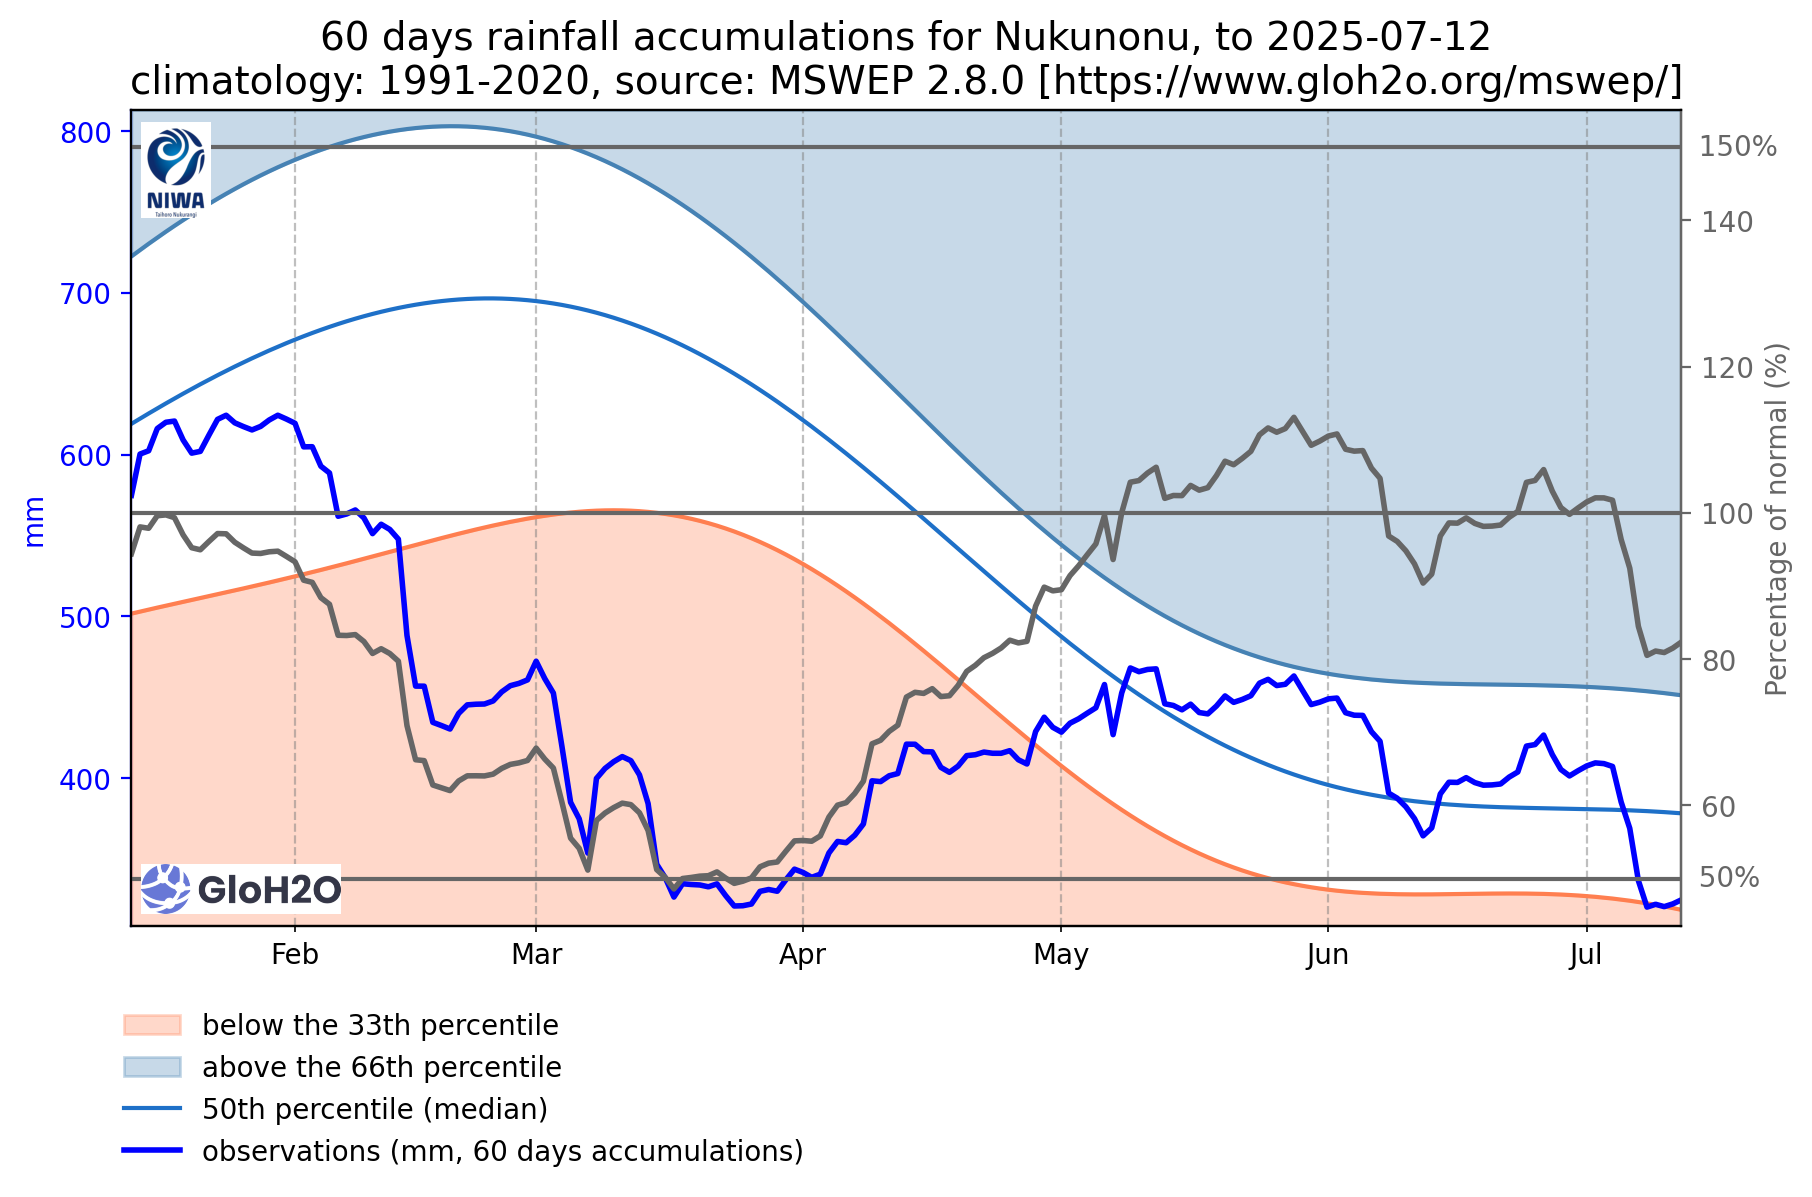 60 days rainfall accumulations for Nukunonu, to 2025-07-12
climatology: 1991-2020, source: MSWEP 2.8.0 [https://www.gloh2o.org/mswep/]
800
700
600
500
400
mm
NIWA
Taihoro Nukurangi
GloH2O
150%
140
120
100
80
60
50%
Percentage of normal (%)
Feb
Mar
Apr
May
Jun
Jul
below the 33th percentile
above the 66th percentile
50th percentile (median)
observations (mm, 60 days accumulations)